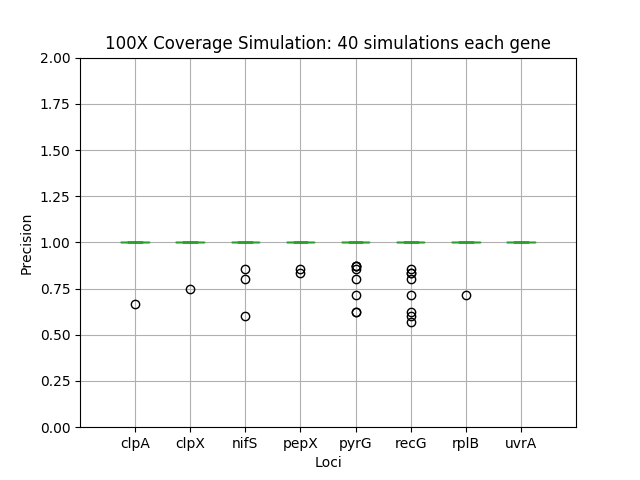 100X Coverage Simulation: 40 simulations each gene
2.00
1.75
1.50
1.25
1.00
0.75
0.50
0.25
0.00
Precision
clpA clpX nifS pepX pyrG recG rplB uvrA
Loci